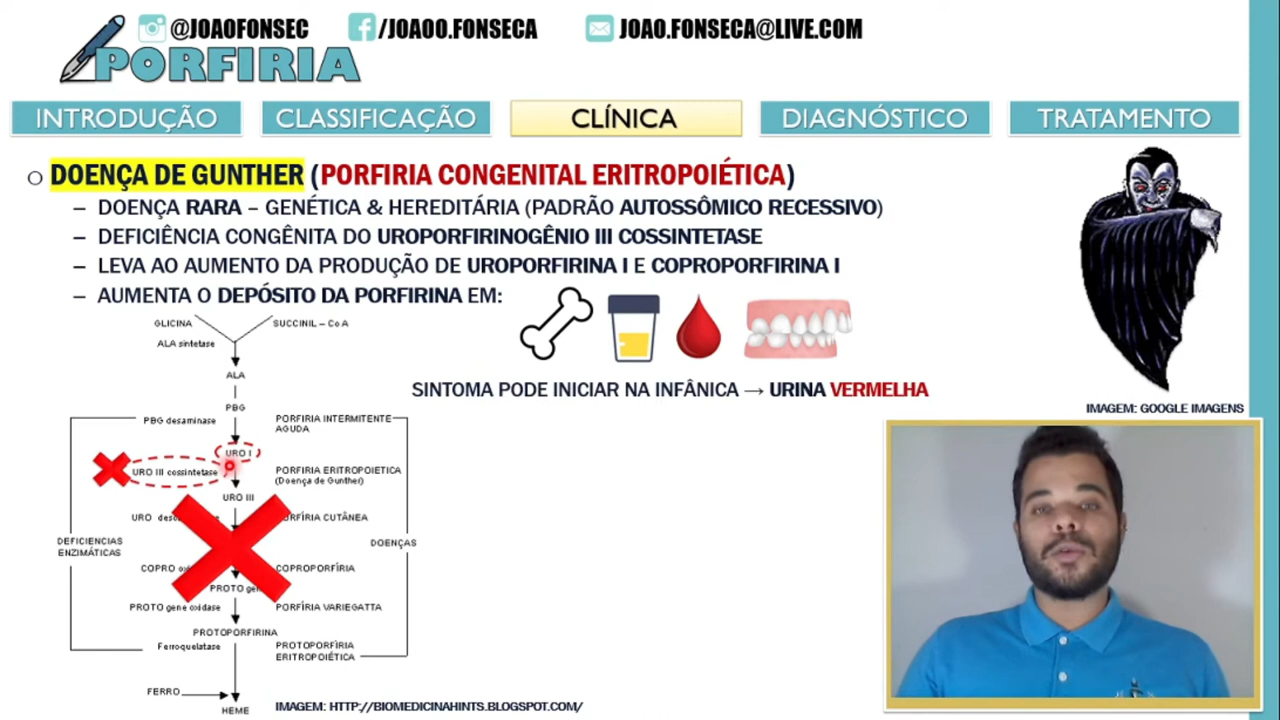 @JOAOFONSEC
/JOAOO.FONSECA
JOAO.FONSECA@LIVE.COM
PORFIRIA
INTRODUÇÃO
CLASSIFICAÇÃO
CLÍNICA
DIAGNÓSTICO
TRATAMENTO
DOENÇA DE GUNTHER (PORFIRIA CONGENITAL ERITROPOIÉTICA)
– DOENÇA RARA – GENÉTICA & HEREDITÁRIA (PADRÃO AUTOSSÔMICO RECESSIVO)
– DEFICIÊNCIA CONGÊNITA DO UROPORFIRINOGÊNIO III COSSINTETASE
– LEVA AO AUMENTO DA PRODUÇÃO DE UROPORFIRINA I E COPROPORFIRINA I
– AUMENTA O DEPÓSITO DA PORFIRINA EM:
SINTOMA PODE INICIAR NA INFÂNICA → URINA VERMELHA
IMAGEM: GOOGLE IMAGENS
GLICINA
SUCCINIL – CoA
ALA sintetase
ALA
PBG
PBG desaminase
PORFIRIA INTERMITENTE
AGUDA
URO I
URO III cossintetase
PORFIRIA ERITROPOIETICA
(Doença de Gunther)
URO III
URO
CUTÂNEA
DEFICIENCIAS
ENZIMÁTICAS
DOENÇAS
COPRO
COPROPORFÍRIA
PROTO
PROTO gene oxidase
PORFÍRIA VARIEGATTA
PROTOPORFIRINA
Ferroquelatase
PROTOPORFÍRIA
ERITROPOIÉTICA
FERRO
HEME
IMAGEM: HTTP://BIOMEDICINAHINTS.BLOGSPOT.COM/